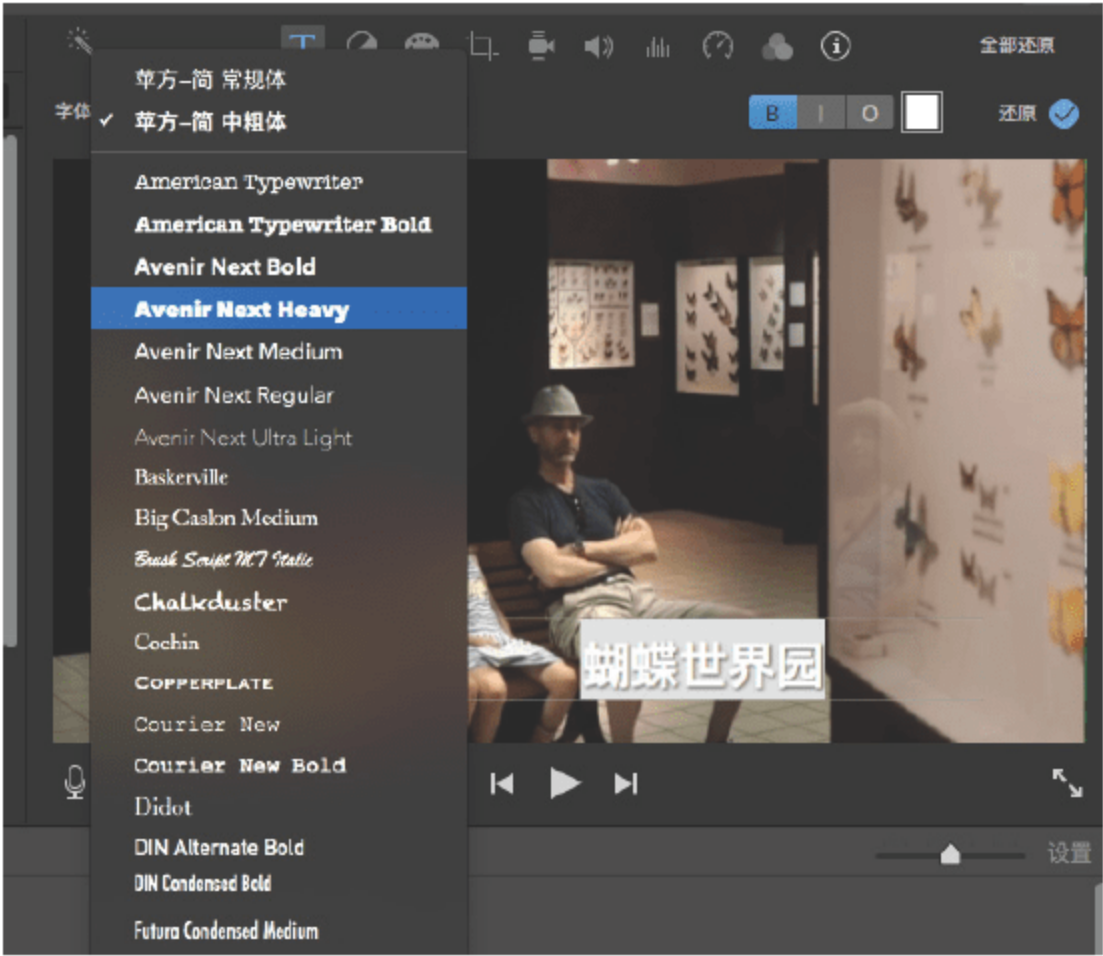 全部还原
字体
B I O
还原
苹方-简 常规体
✓ 苹方-简 中粗体
American Typewriter
American Typewriter Bold
Avenir Next Bold
Avenir Next Heavy
Avenir Next Medium
Avenir Next Regular
Avenir Next Ultra Light
Baskerville
Big Caslon Medium
Brush Script MT Italic
Chalkduster
Cochin
Copperplate
Courier New
Courier New Bold
Didot
DIN Alternate Bold
DIN Condensed Bold
Futura Condensed Medium
蝴蝶世界园
设置